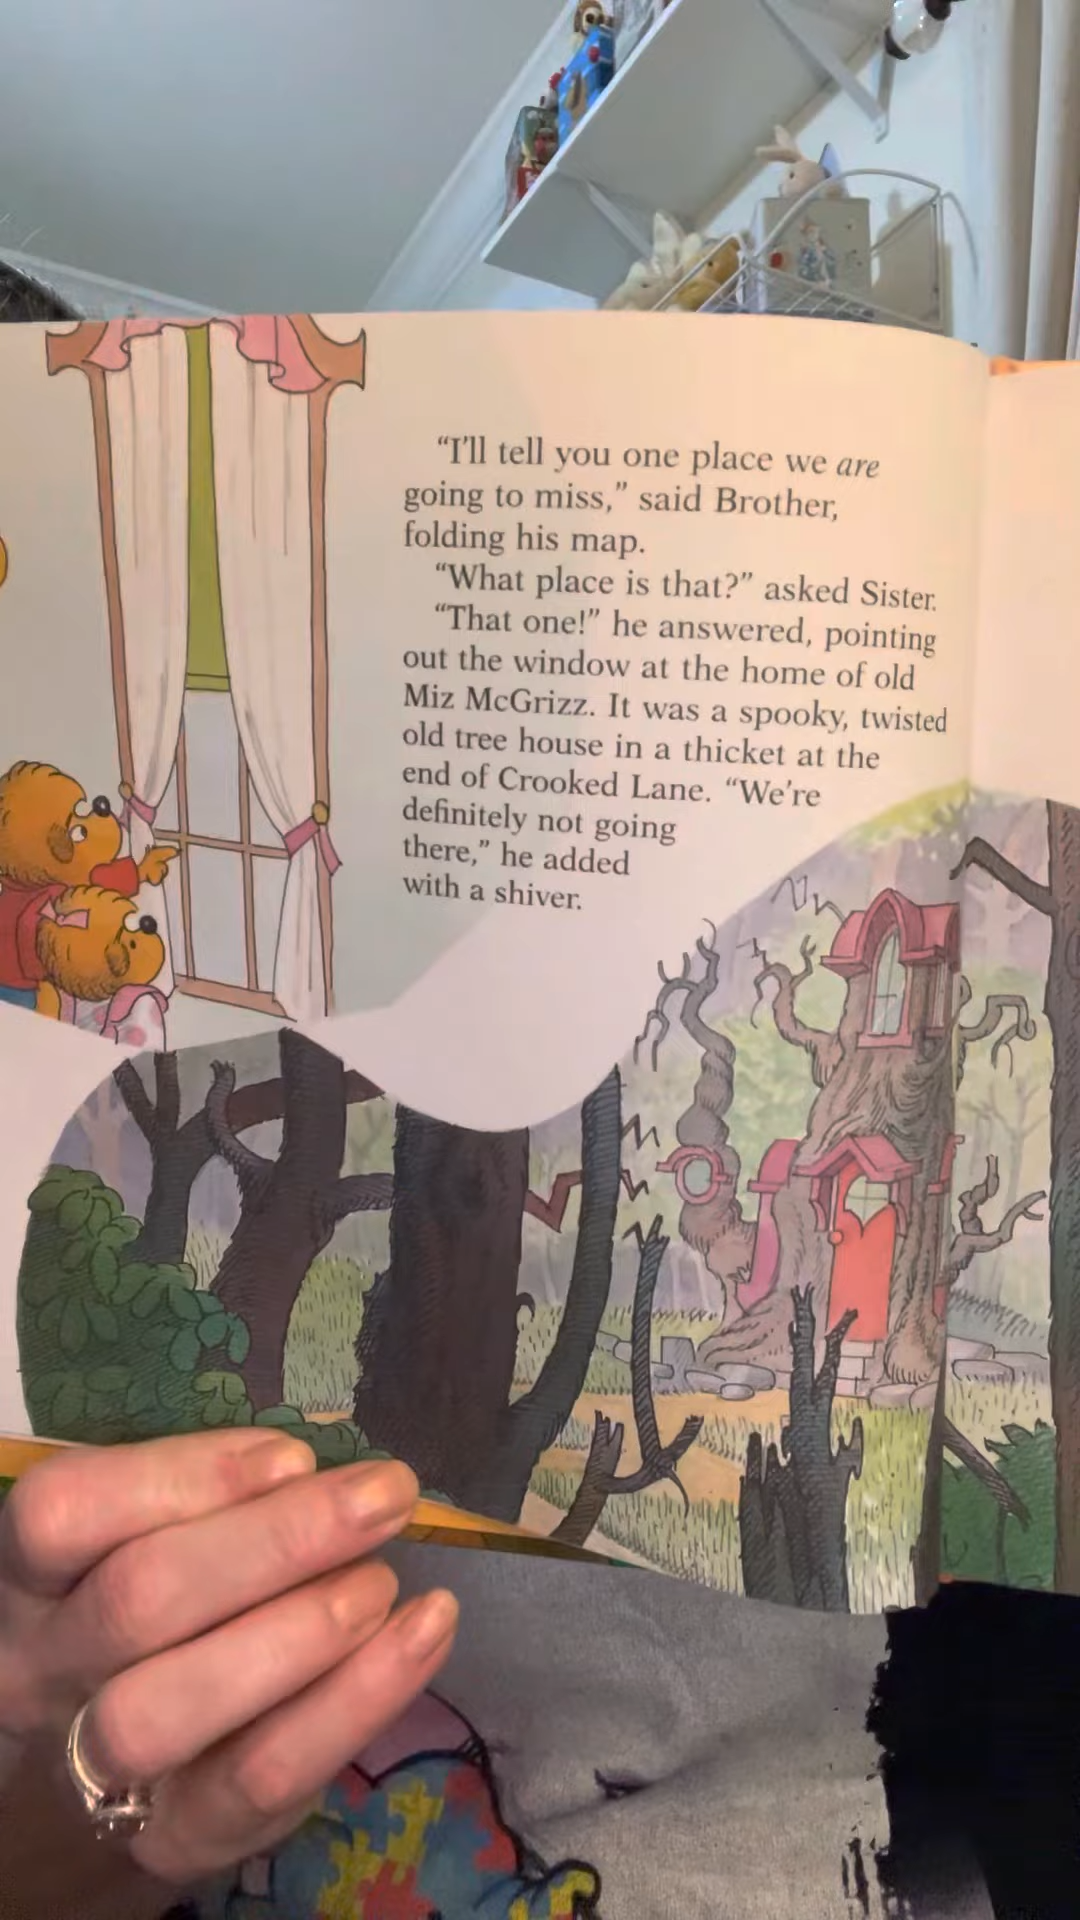 “I’ll tell you one place we are
going to miss,” said Brother,
folding his map.
“What place is that?” asked Sister.
“That one!” he answered, pointing
out the window at the home of old
Miz McGrizz. It was a spooky, twisted
old tree house in a thicket at the
end of Crooked Lane. “We’re
definitely not going
there,” he added
with a shiver.